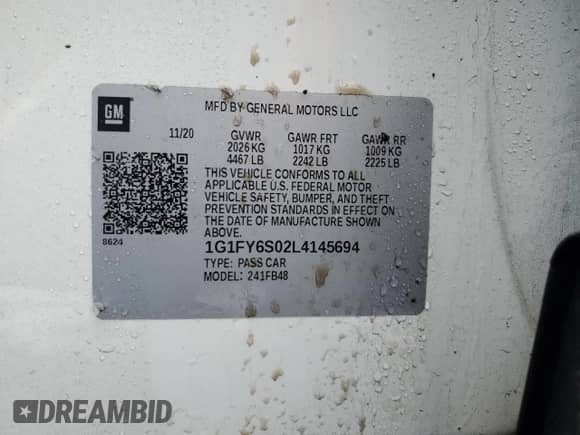 GM
MFD BY GENERAL MOTORS LLC
11/20 GVWR GAWR FRT GAWR RR
2026 KG 1017 KG 1009 KG
4467 LB 2242 LB 2225 LB
THIS VEHICLE CONFORMS TO ALL
APPLICABLE U.S. FEDERAL MOTOR
VEHICLE SAFETY, BUMPER, AND THEFT
PREVENTION STANDARDS IN EFFECT ON
THE DATE OF MANUFACTURE SHOWN
ABOVE.
8624
1G1FY6S02L4145694
TYPE: PASS CAR
MODEL: 241FB48
DREAMBID